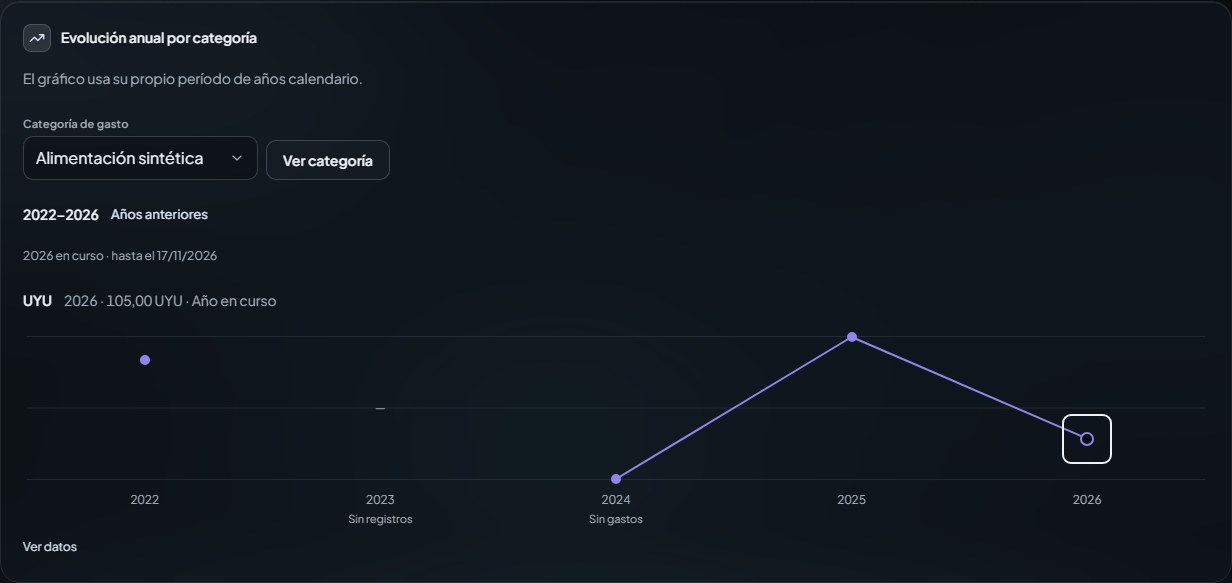 Evolución anual por categoría
El gráfico usa su propio período de años calendario.
Categoría de gasto
Alimentación sintética
Ver categoría
2022–2026 Años anteriores
2026 en curso · hasta el 17/11/2026
UYU 2026 · 105,00 UYU · Año en curso
–
2022 2023 2024 2025 2026
Sin registros Sin gastos
Ver datos